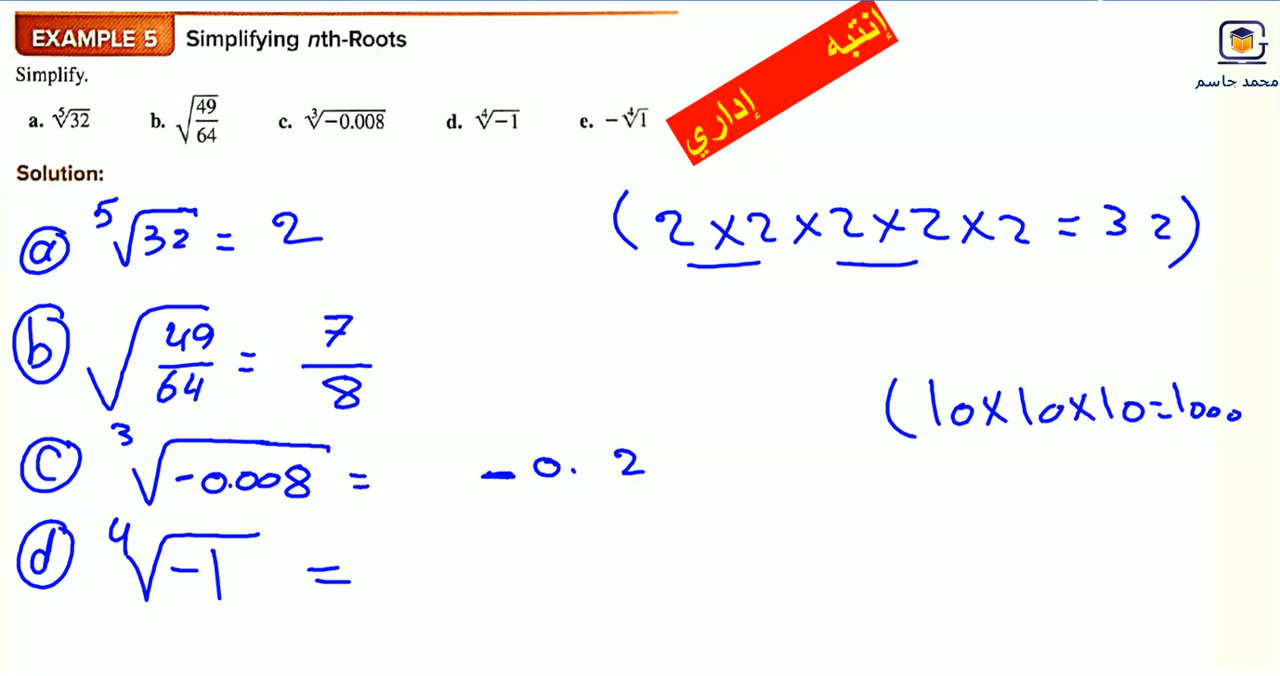 EXAMPLE 5 Simplifying nth-Roots
إنتبه
إداري
محمد جاسم
Simplify.
a. ⁵√32 b. √(49/64) c. ³√−0.008 d. ⁴√−1 e. −⁴√1
Solution:
ⓐ ⁵√32 = 2 (2×2×2×2×2=32)
ⓑ √(49/64) = 7/8
(10×10×10=1000
ⓒ ³√−0.008 = −0.2
ⓓ ⁴√−1 =